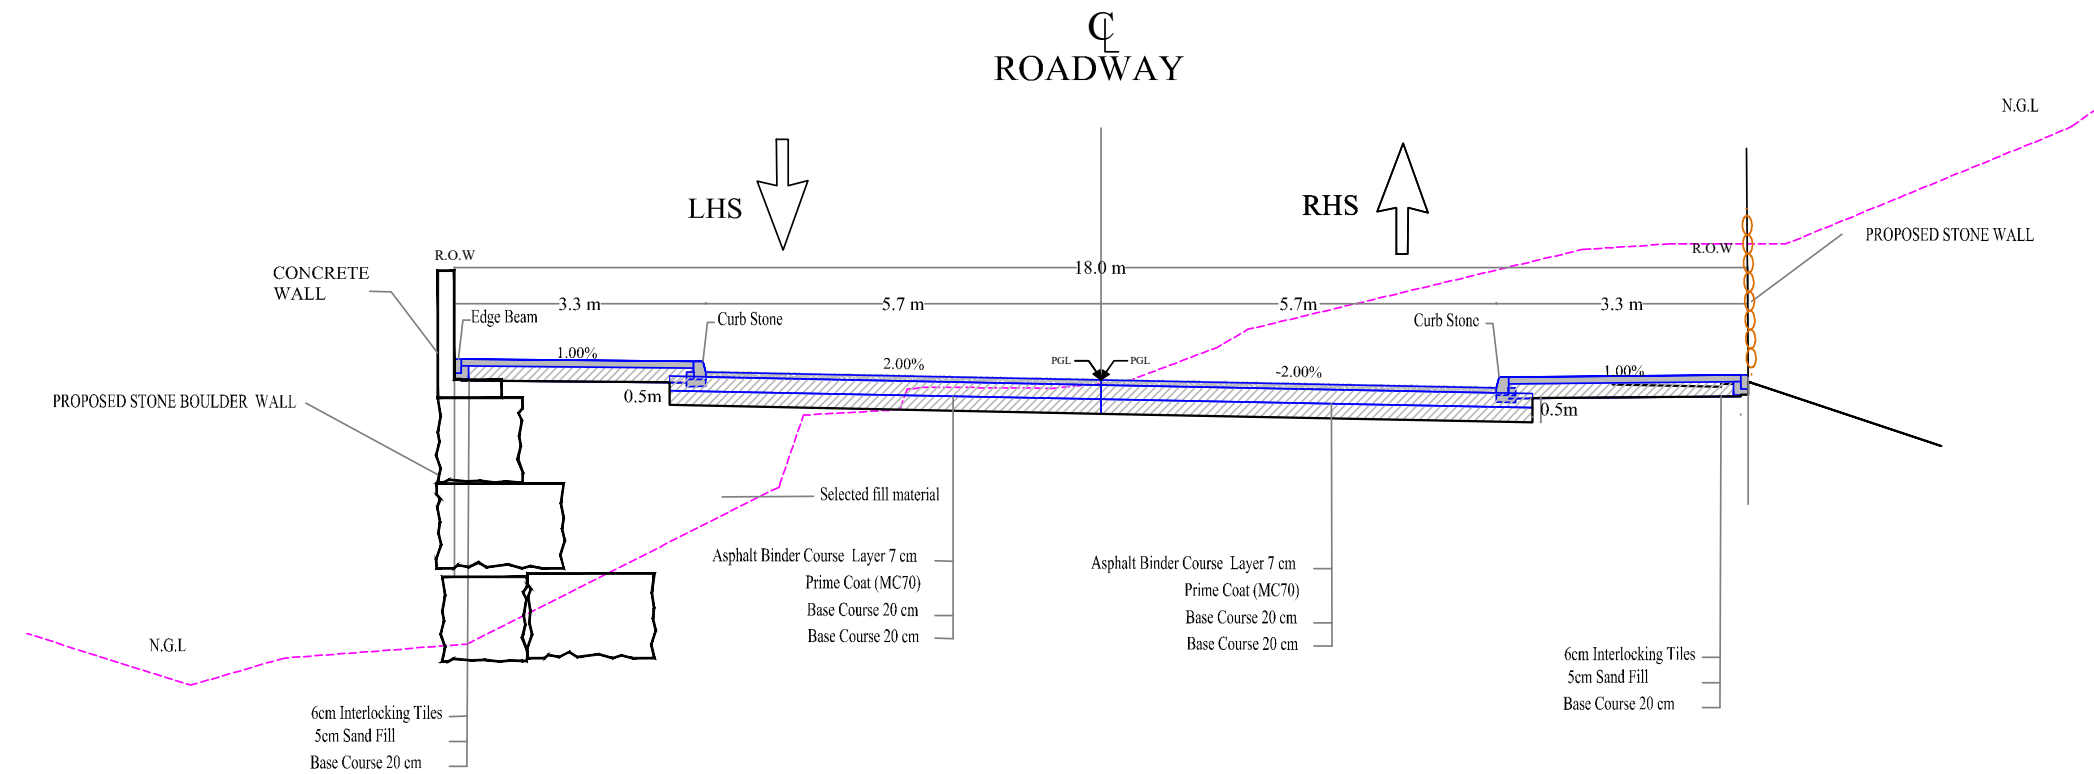 ℄
ROADWAY
N.G.L
LHS
RHS
PROPOSED STONE WALL
R.O.W
R.O.W
18.0 m
CONCRETE
WALL
3.3 m
5.7 m
5.7m
3.3 m
Edge Beam
Curb Stone
Curb Stone
1.00%
2.00%
PGL
PGL
-2.00%
1.00%
0.5m
0.5m
PROPOSED STONE BOULDER WALL
Selected fill material
Asphalt Binder Course Layer 7 cm
Prime Coat (MC70)
Base Course 20 cm
Base Course 20 cm
Asphalt Binder Course Layer 7 cm
Prime Coat (MC70)
Base Course 20 cm
Base Course 20 cm
N.G.L
6cm Interlocking Tiles
5cm Sand Fill
Base Course 20 cm
6cm Interlocking Tiles
5cm Sand Fill
Base Course 20 cm